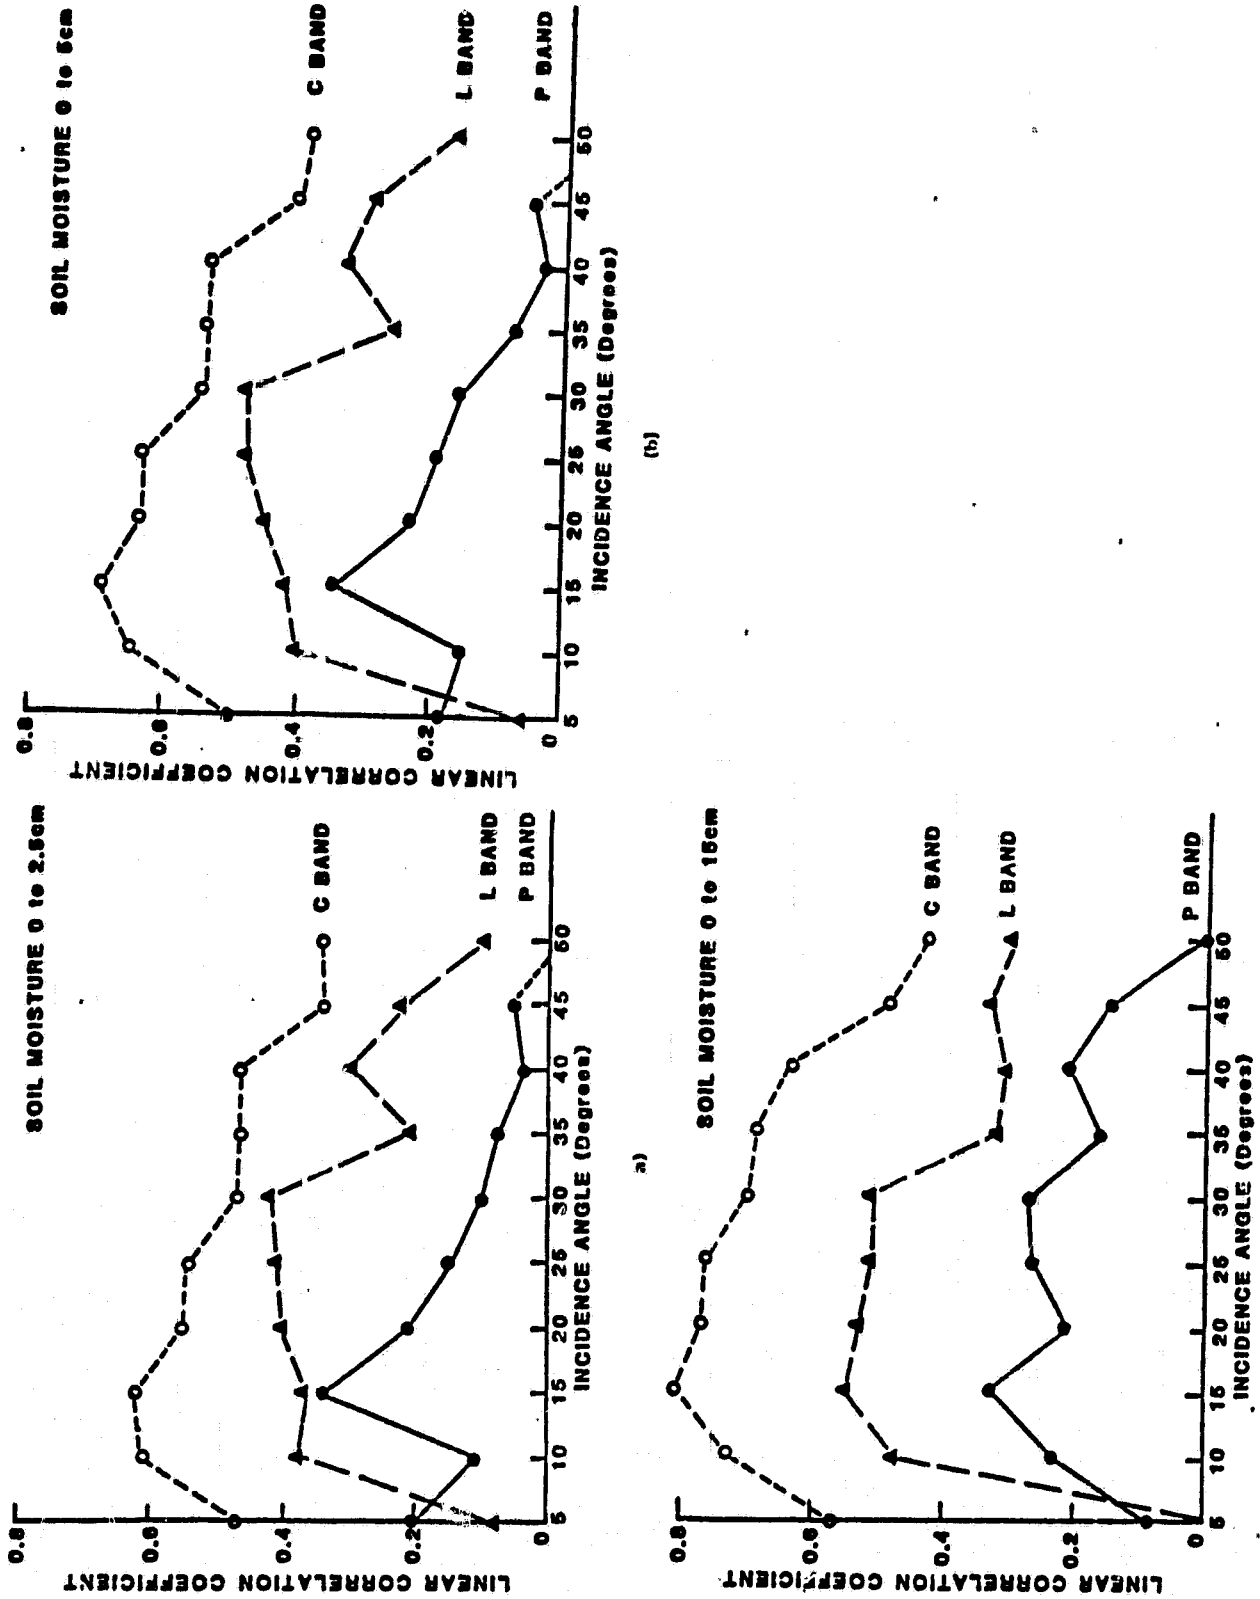 SOIL MOISTURE 0 to 2.5cm
LINEAR CORRELATION COEFFICIENT
0.8
0.6
0.4
0.2
0
C BAND
L BAND
P BAND
5 10 15 20 25 30 35 40 45 50
INCIDENCE ANGLE (Degrees)
a)
SOIL MOISTURE 0 to 5cm
LINEAR CORRELATION COEFFICIENT
0.8
0.6
0.4
0.2
0
C BAND
L BAND
P BAND
5 10 15 20 25 30 35 40 45 50
INCIDENCE ANGLE (Degrees)
(b)
SOIL MOISTURE 0 to 15cm
LINEAR CORRELATION COEFFICIENT
0.8
0.6
0.4
0.2
0
C BAND
L BAND
P BAND
5 10 15 20 25 30 35 40 45 50
INCIDENCE ANGLE (Degrees)